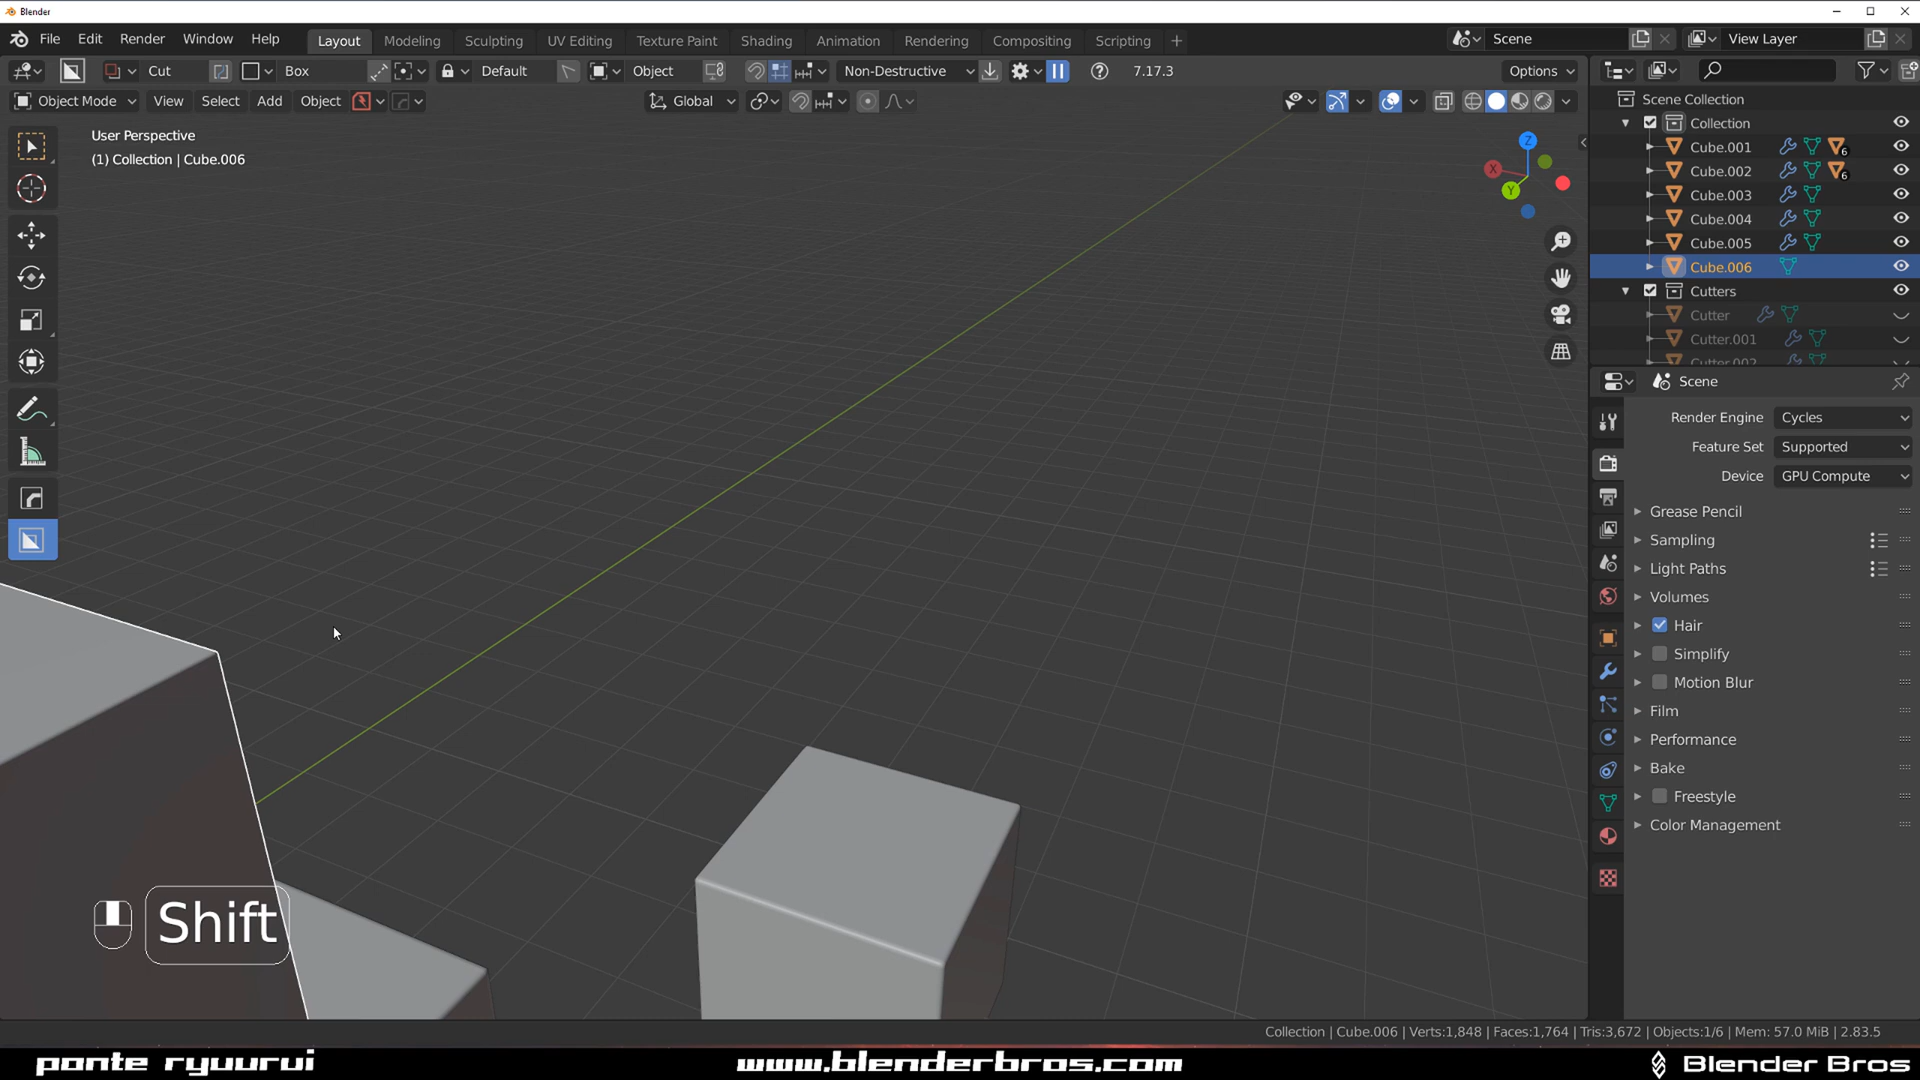 Blender
File Edit Render Window Help Layout Modeling Sculpting UV Editing Texture Paint Shading Animation Rendering Compositing Scripting + Scene View Layer
Cut Box Default Object Non-Destructive 7.17.3 Options
Object Mode View Select Add Object Global
User Perspective
(1) Collection | Cube.006
Z
X
Y
Scene Collection
Collection
Cube.001 6
Cube.002 6
Cube.003
Cube.004
Cube.005
Cube.006
Cutters
Cutter
Cutter.001
Cutter.002
Scene
Render Engine Cycles
Feature Set Supported
Device GPU Compute
Grease Pencil
Sampling
Light Paths
Volumes
Hair
Simplify
Motion Blur
Film
Performance
Bake
Freestyle
Color Management
Shift
Collection | Cube.006 | Verts:1,848 | Faces:1,764 | Tris:3,672 | Objects:1/6 | Mem: 57.0 MiB | 2.83.5
ponte ryuurui
www.blenderbros.com
Blender Bros